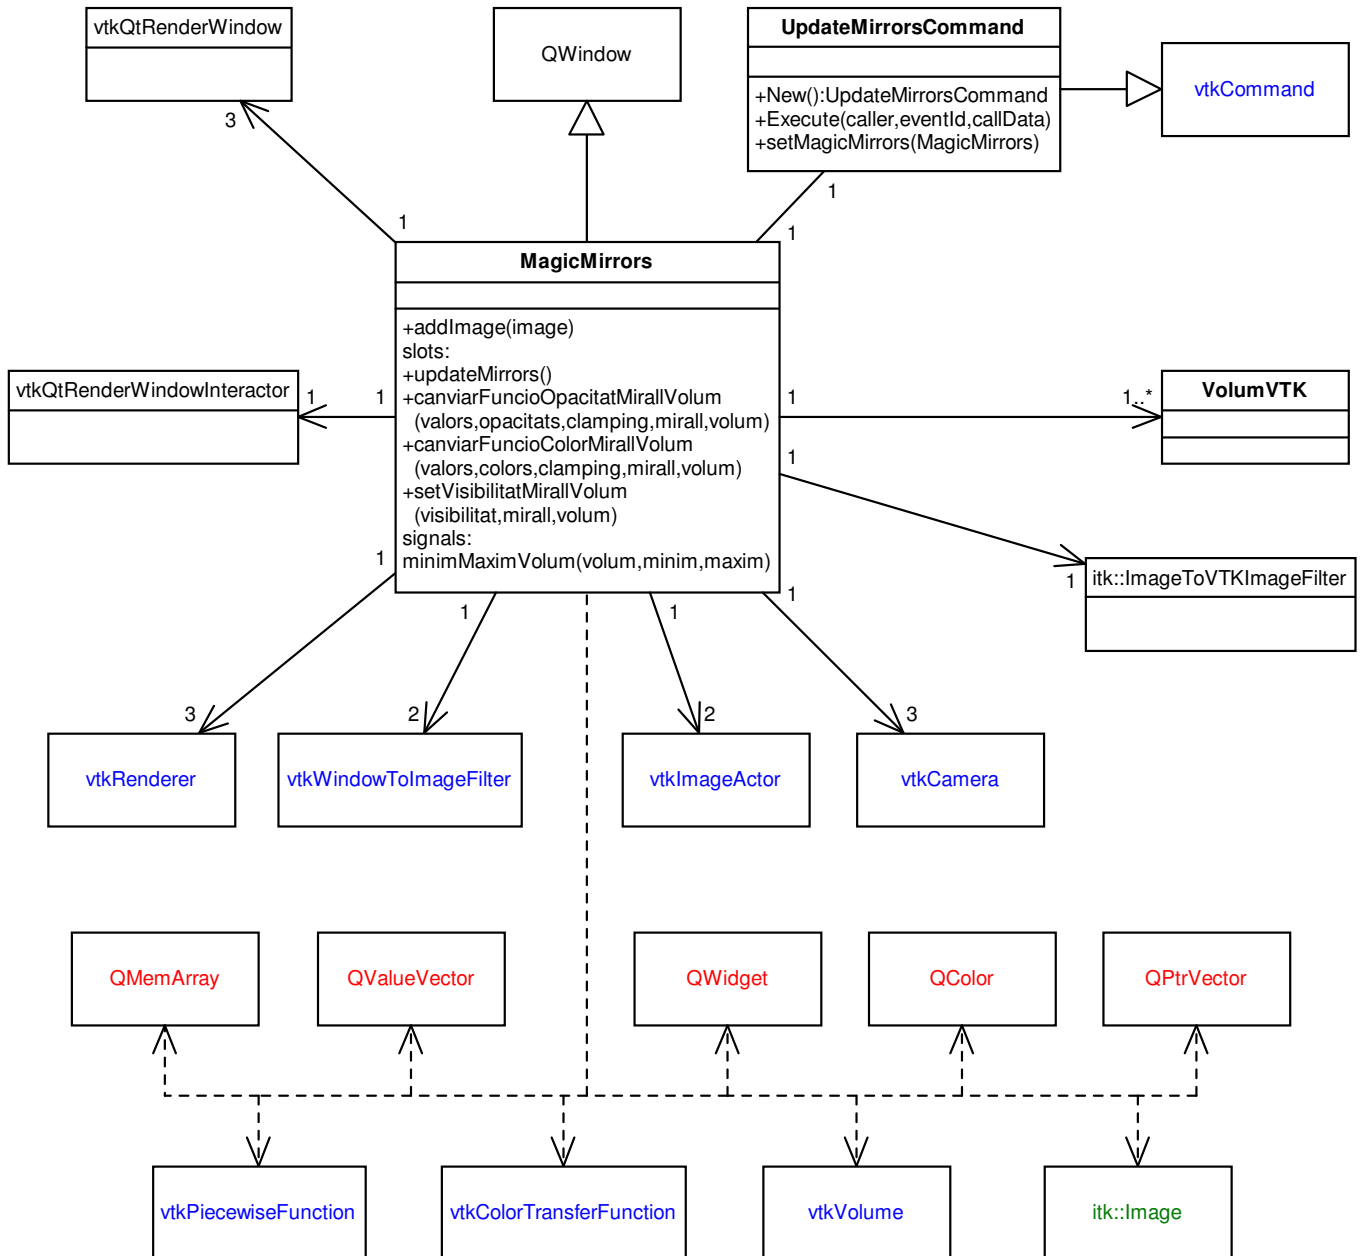 vtkQtRenderWindow
QWindow
UpdateMirrorsCommand
+New():UpdateMirrorsCommand
+Execute(caller,eventId,callData)
+setMagicMirrors(MagicMirrors)
vtkCommand
3
1
1
1
MagicMirrors
+addImage(image)
slots:
+updateMirrors()
+canviarFuncioOpacitatMirallVolum
(valors,opacitats,clamping,mirall,volum)
+canviarFuncioColorMirallVolum
(valors,colors,clamping,mirall,volum)
+setVisibilitatMirallVolum
(visibilitat,mirall,volum)
signals:
minimMaximVolum(volum,minim,maxim)
vtkQtRenderWindowInteractor
1
1
1
1..*
VolumVTK
1
1
itk::ImageToVTKImageFilter
1
1
1
1
3
2
2
3
vtkRenderer
vtkWindowToImageFilter
vtkImageActor
vtkCamera
QMemArray
QValueVector
QWidget
QColor
QPtrVector
vtkPiecewiseFunction
vtkColorTransferFunction
vtkVolume
itk::Image